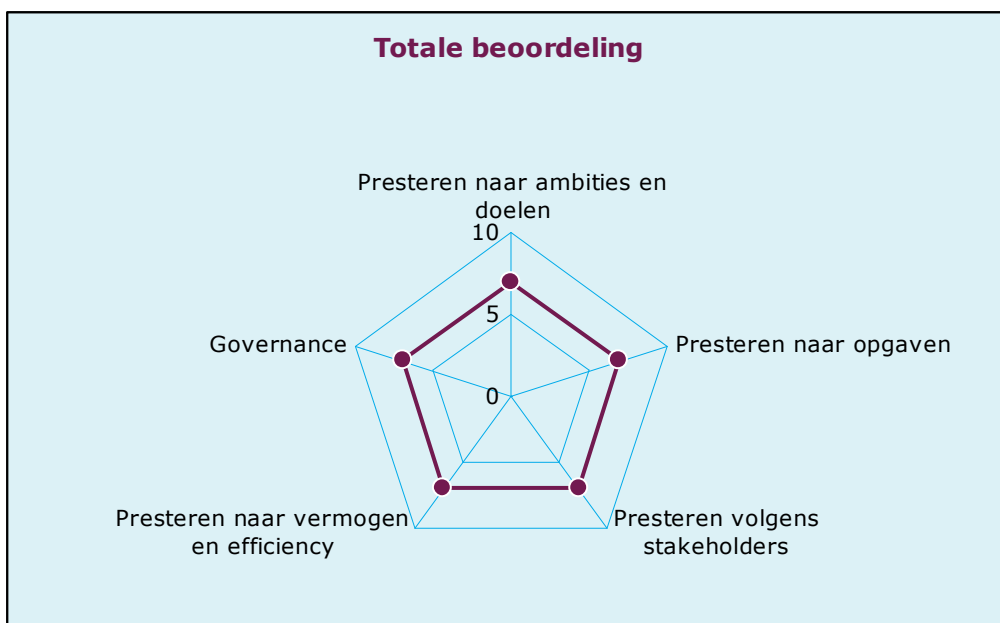 Totale beoordeling
Presteren naar ambities en
doelen
10
5
0
Governance
Presteren naar opgaven
Presteren naar vermogen
en efficiency
Presteren volgens
stakeholders